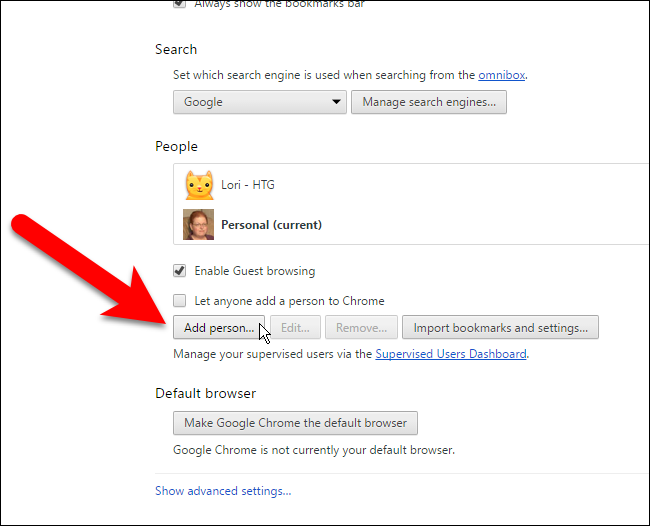 Always show the bookmarks bar
Search
Set which search engine is used when searching from the omnibox.
Google
Manage search engines...
People
Lori - HTG
Personal (current)
Enable Guest browsing
Let anyone add a person to Chrome
Add person...
Edit...
Remove...
Import bookmarks and settings...
Manage your supervised users via the Supervised Users Dashboard.
Default browser
Make Google Chrome the default browser
Google Chrome is not currently your default browser.
Show advanced settings...